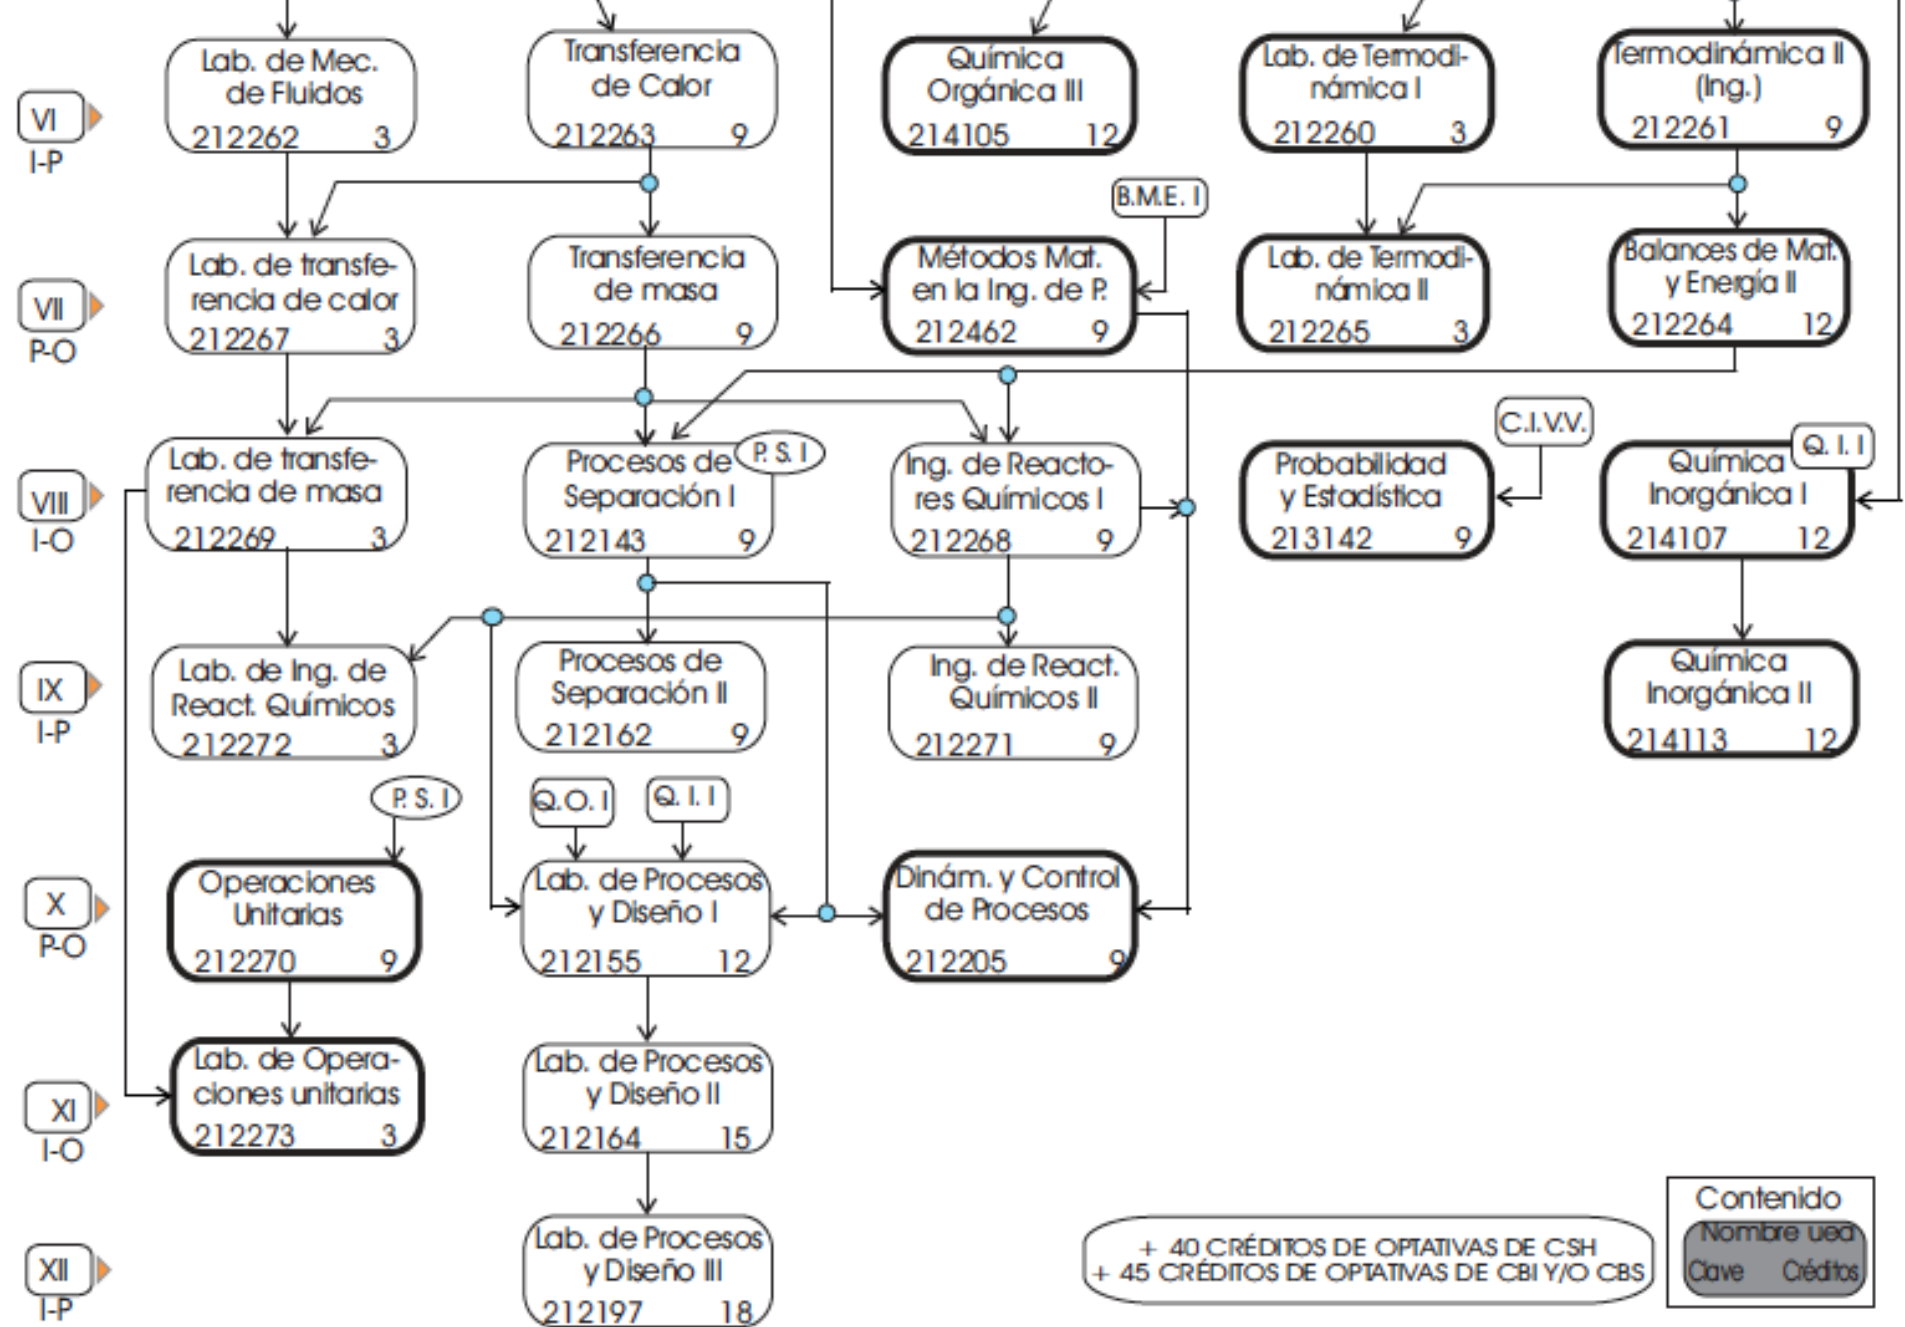 VI
I-P
Lab. de Mec.
de Fluidos
212262 3
Transferencia
de Calor
212263 9
Química
Orgánica III
214105 12
Lab. de Termodi-
námica I
212260 3
Termodinámica II
(Ing.)
212261 9
B.M.E. I
VII
P-O
Lab. de transfe-
rencia de calor
212267 3
Transferencia
de masa
212266 9
Métodos Mat.
en la Ing. de P.
212462 9
Lab. de Termodi-
námica II
212265 3
Balances de Mat.
y Energía II
212264 12
C.I.V.V.
VIII
I-O
Lab. de transfe-
rencia de masa
212269 3
P. S. I
Procesos de
Separación I
212143 9
Ing. de Reacto-
res Químicos I
212268 9
Probabilidad
y Estadística
213142 9
Q. I. I
Química
Inorgánica I
214107 12
IX
I-P
Lab. de Ing. de
React. Químicos
212272 3
Procesos de
Separación II
212162 9
Ing. de React.
Químicos II
212271 9
Química
Inorgánica II
214113 12
P. S. I
Q.O. I
Q. I. I
X
P-O
Operaciones
Unitarias
212270 9
Lab. de Procesos
y Diseño I
212155 12
Dinám. y Control
de Procesos
212205 9
XI
I-O
Lab. de Opera-
ciones unitarias
212273 3
Lab. de Procesos
y Diseño II
212164 15
XII
I-P
Lab. de Procesos
y Diseño III
212197 18
+ 40 CRÉDITOS DE OPTATIVAS DE CSH
+ 45 CRÉDITOS DE OPTATIVAS DE CBI Y/O CBS
Contenido
Nombre uea
Clave Créditos